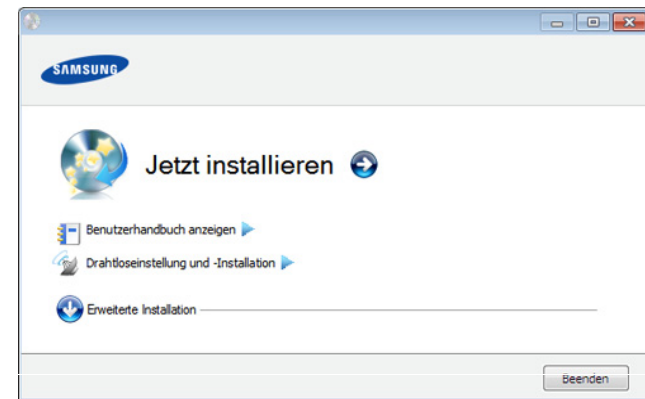 SAMSUNG
Jetzt installieren
Benutzerhandbuch anzeigen
Drahtloseinstellung und -Installation
Erweiterte Installation
Beenden